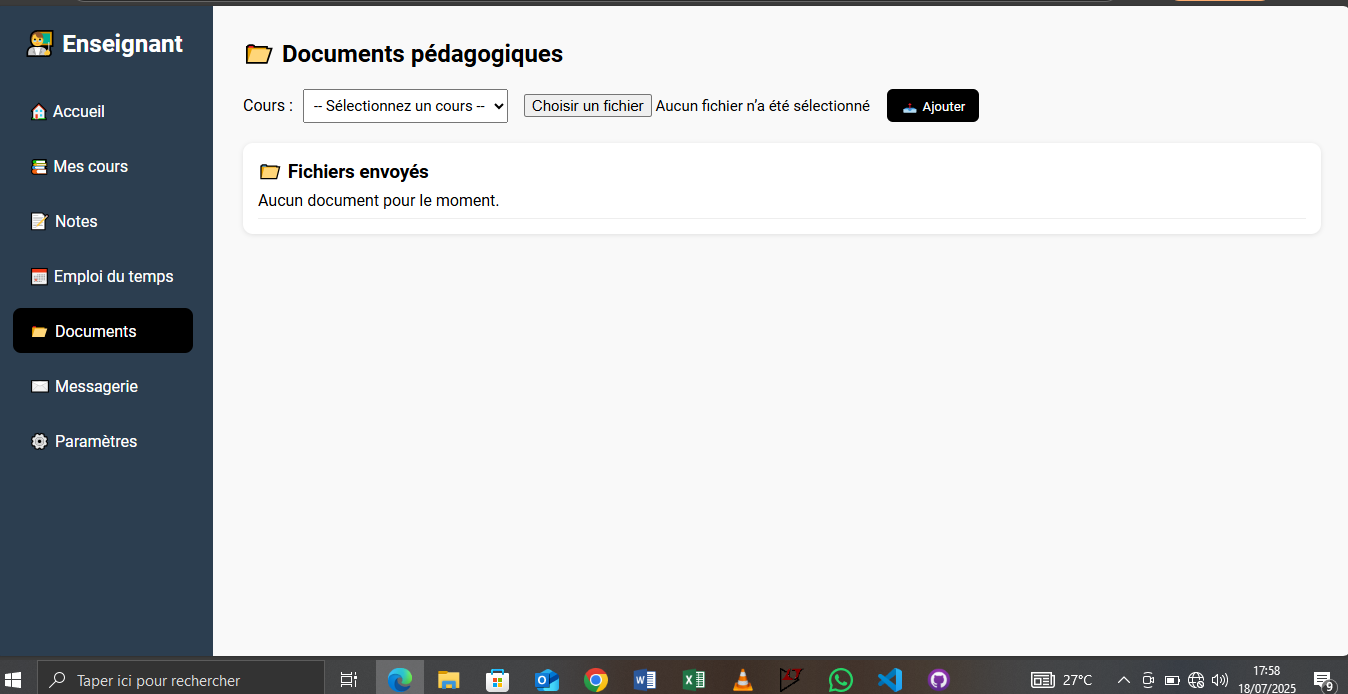 Enseignant
Accueil
Mes cours
Notes
Emploi du temps
Documents
Messagerie
Paramètres
Documents pédagogiques
Cours : -- Sélectionnez un cours -- Choisir un fichier Aucun fichier n’a été sélectionné Ajouter
Fichiers envoyés
Aucun document pour le moment.
Taper ici pour rechercher
27°C
17:58
18/07/2025
9